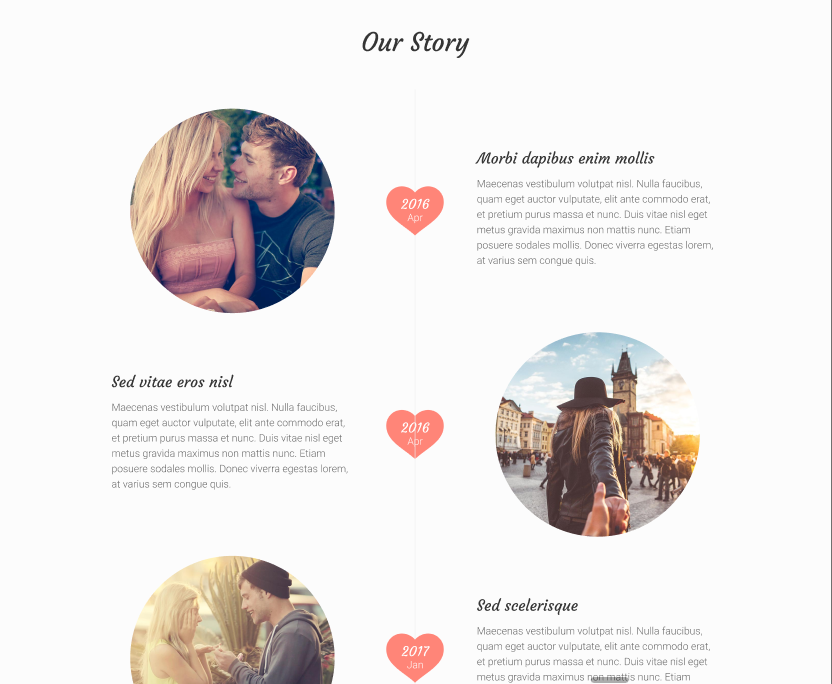 Our Story
2016
Apr
Morbi dapibus enim mollis
Maecenas vestibulum volutpat nisl. Nulla faucibus,
quam eget auctor vulputate, elit ante commodo erat,
et pretium purus massa et nunc. Duis vitae nisl eget
metus gravida maximus non mattis nunc. Etiam
posuere sodales mollis. Donec viverra egestas lorem,
at varius sem congue quis.
Sed vitae eros nisl
Maecenas vestibulum volutpat nisl. Nulla faucibus,
quam eget auctor vulputate, elit ante commodo erat,
et pretium purus massa et nunc. Duis vitae nisl eget
metus gravida maximus non mattis nunc. Etiam
posuere sodales mollis. Donec viverra egestas lorem,
at varius sem congue quis.
2016
Apr
2017
Jan
Sed scelerisque
Maecenas vestibulum volutpat nisl. Nulla faucibus,
quam eget auctor vulputate, elit ante commodo erat,
et pretium purus massa et nunc. Duis vitae nisl eget
metus gravida maximus non mattis nunc. Etiam